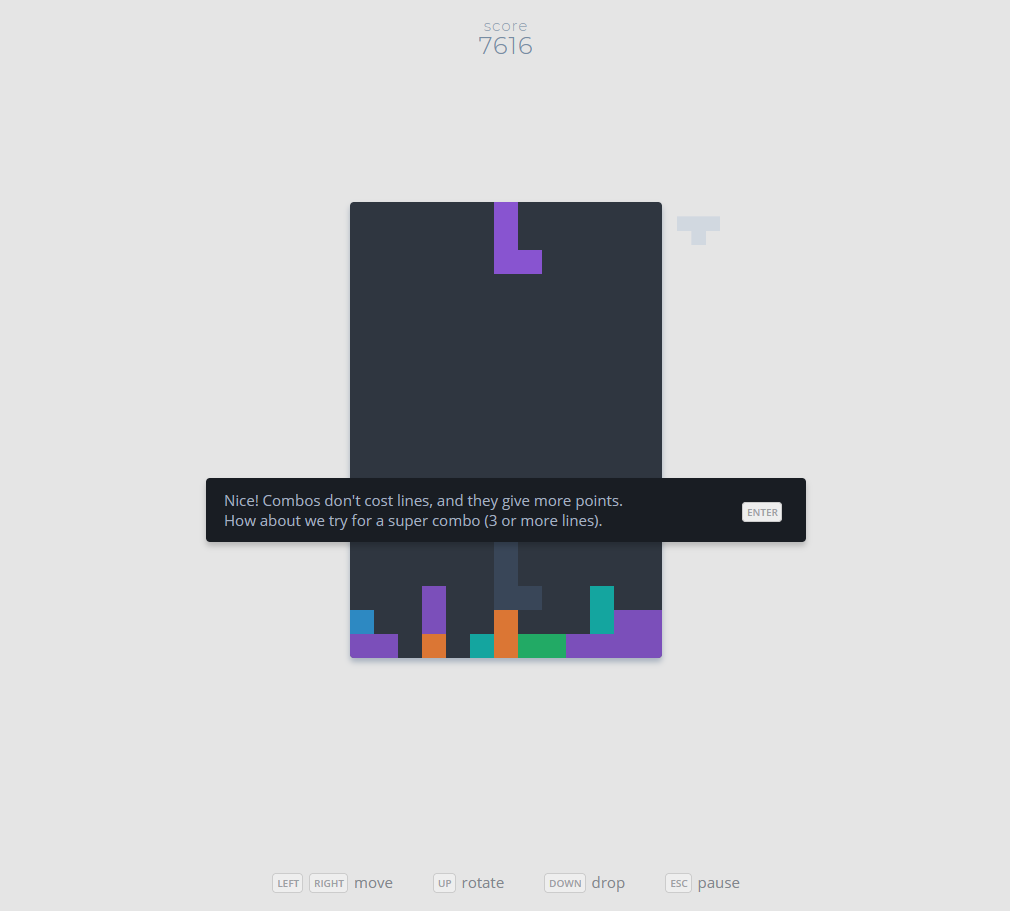 score
7616
Nice! Combos don't cost lines, and they give more points.
How about we try for a super combo (3 or more lines).
ENTER
LEFT RIGHT move UP rotate DOWN drop ESC pause